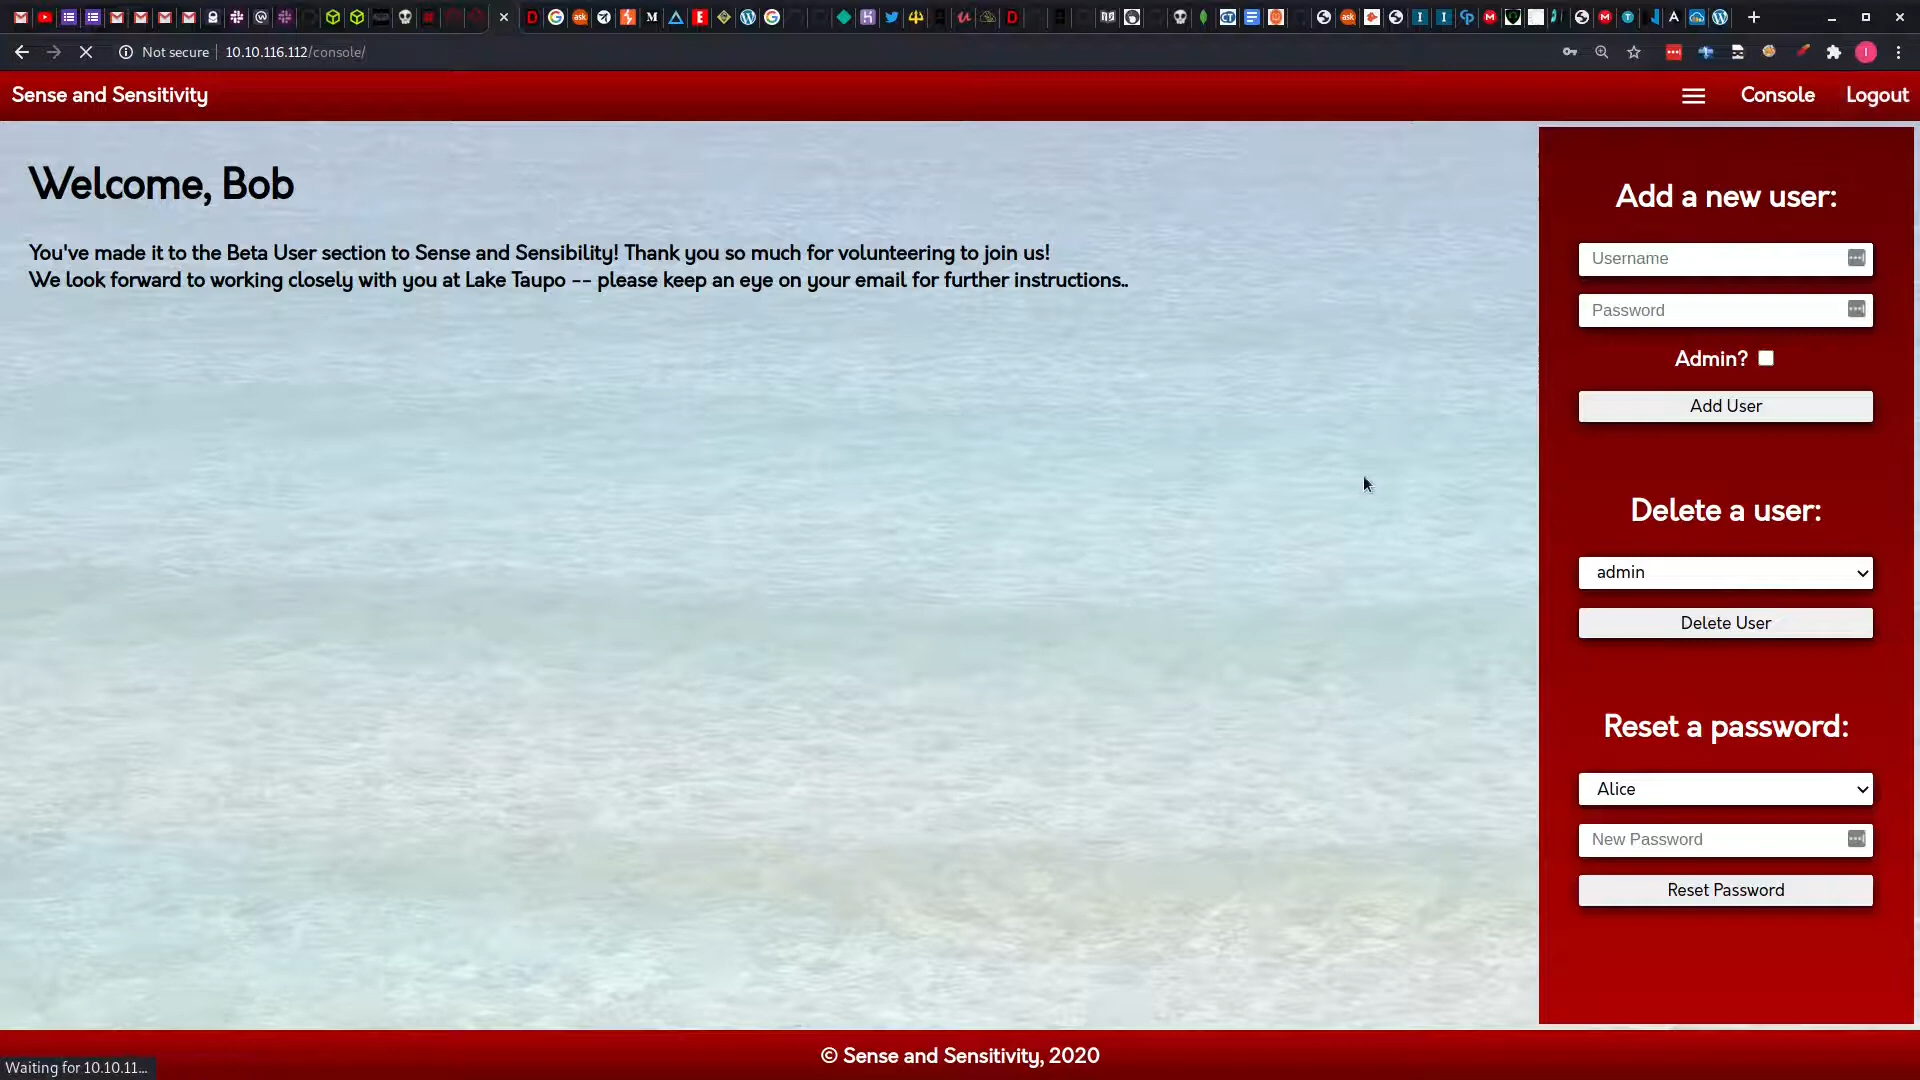 Not secure
10.10.116.112/console/
Sense and Sensitivity
Console
Logout
Welcome, Bob
You've made it to the Beta User section to Sense and Sensibility! Thank you so much for volunteering to join us!
We look forward to working closely with you at Lake Taupo -- please keep an eye on your email for further instructions..
Add a new user:
Username
Password
Admin?
Add User
Delete a user:
admin
Delete User
Reset a password:
Alice
New Password
Reset Password
© Sense and Sensitivity, 2020
Waiting for 10.10.11...